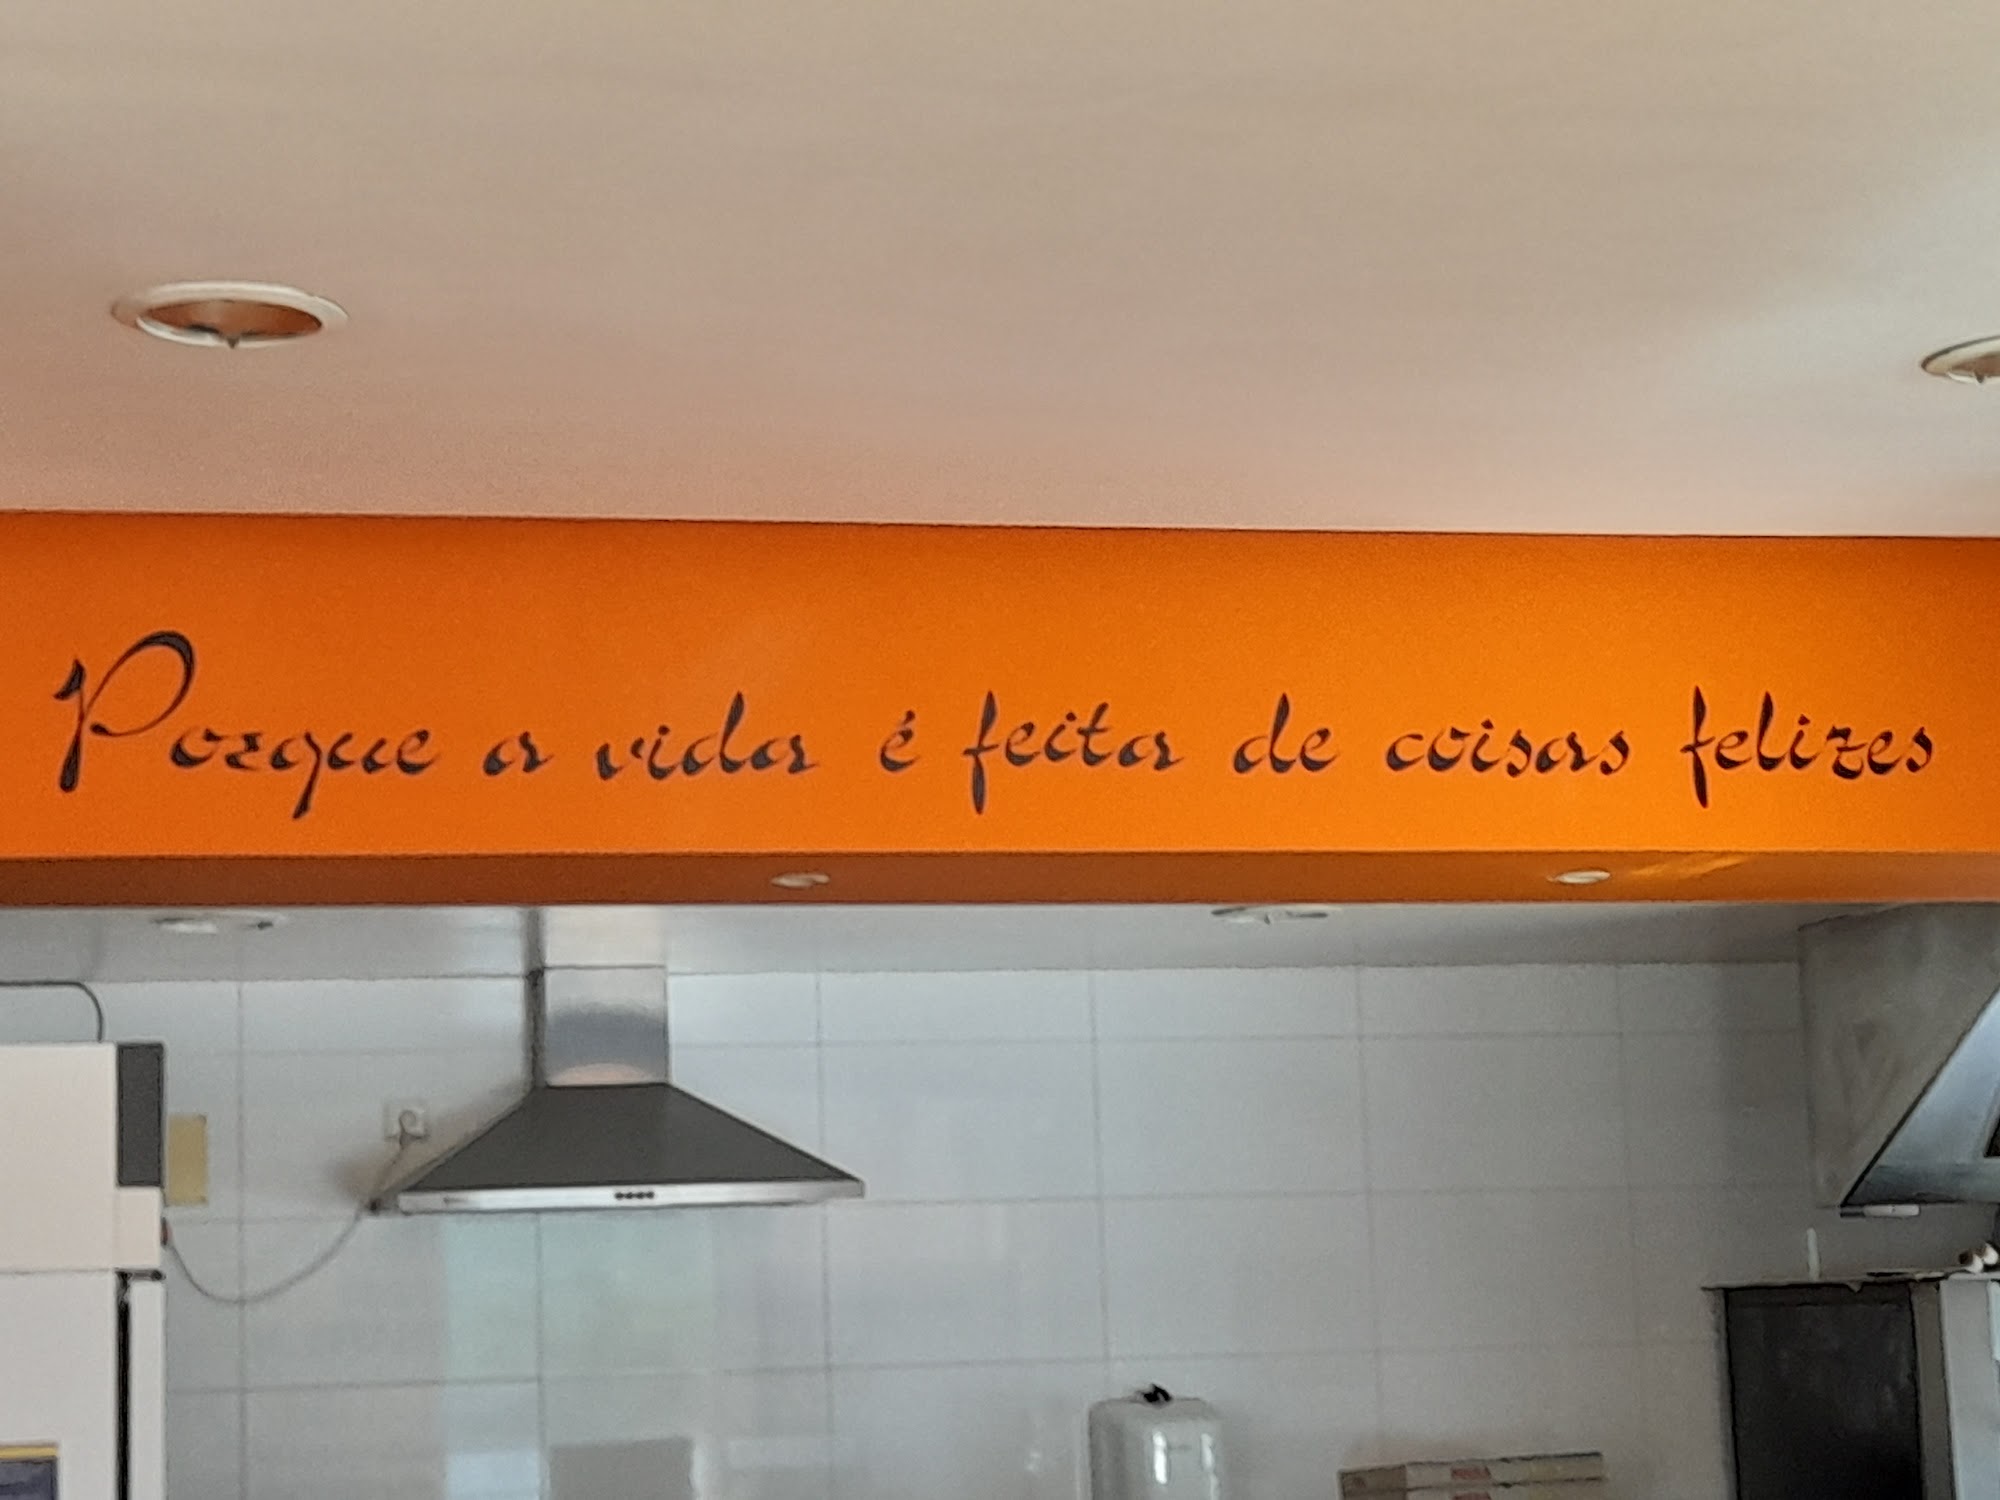 Porque a vida é feita de coisas felizes